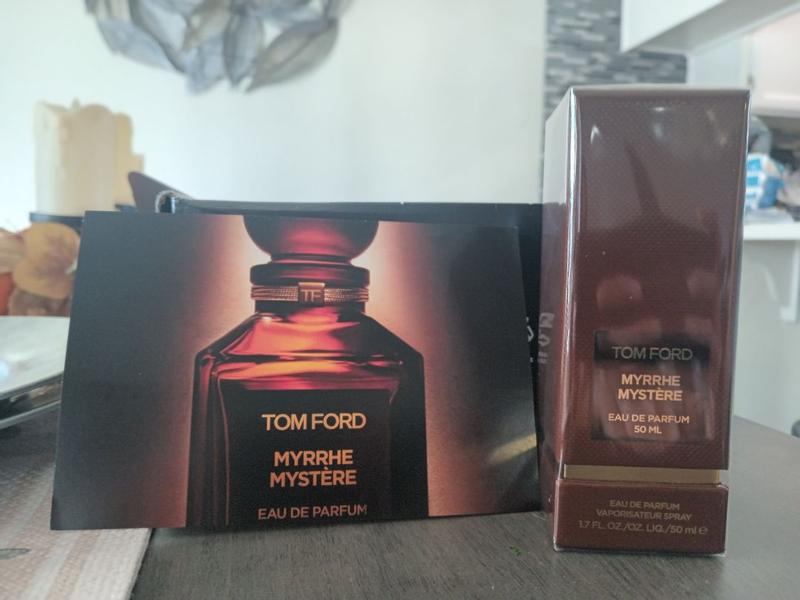 TF
TOM FORD
MYRRHE
MYSTÈRE
EAU DE PARFUM
TOM FORD
MYRRHE
MYSTÈRE
EAU DE PARFUM
50 ML
EAU DE PARFUM
VAPORISATEUR SPRAY
1.7 FL. OZ./OZ. LIQ./50 ml e